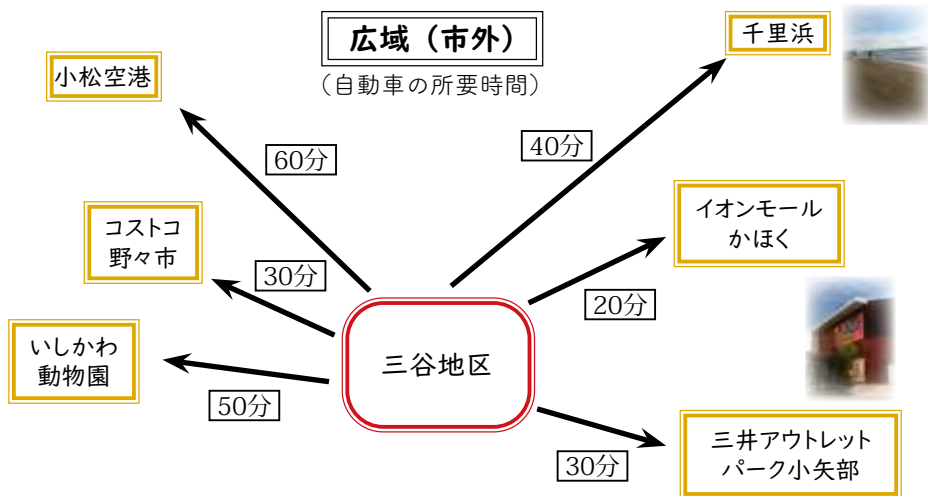 広域（市外）
（自動車の所要時間）
小松空港
60分
千里浜
40分
コストコ
野々市
30分
イオンモール
かほく
20分
いしかわ
動物園
50分
三谷地区
三井アウトレット
パーク小矢部
30分